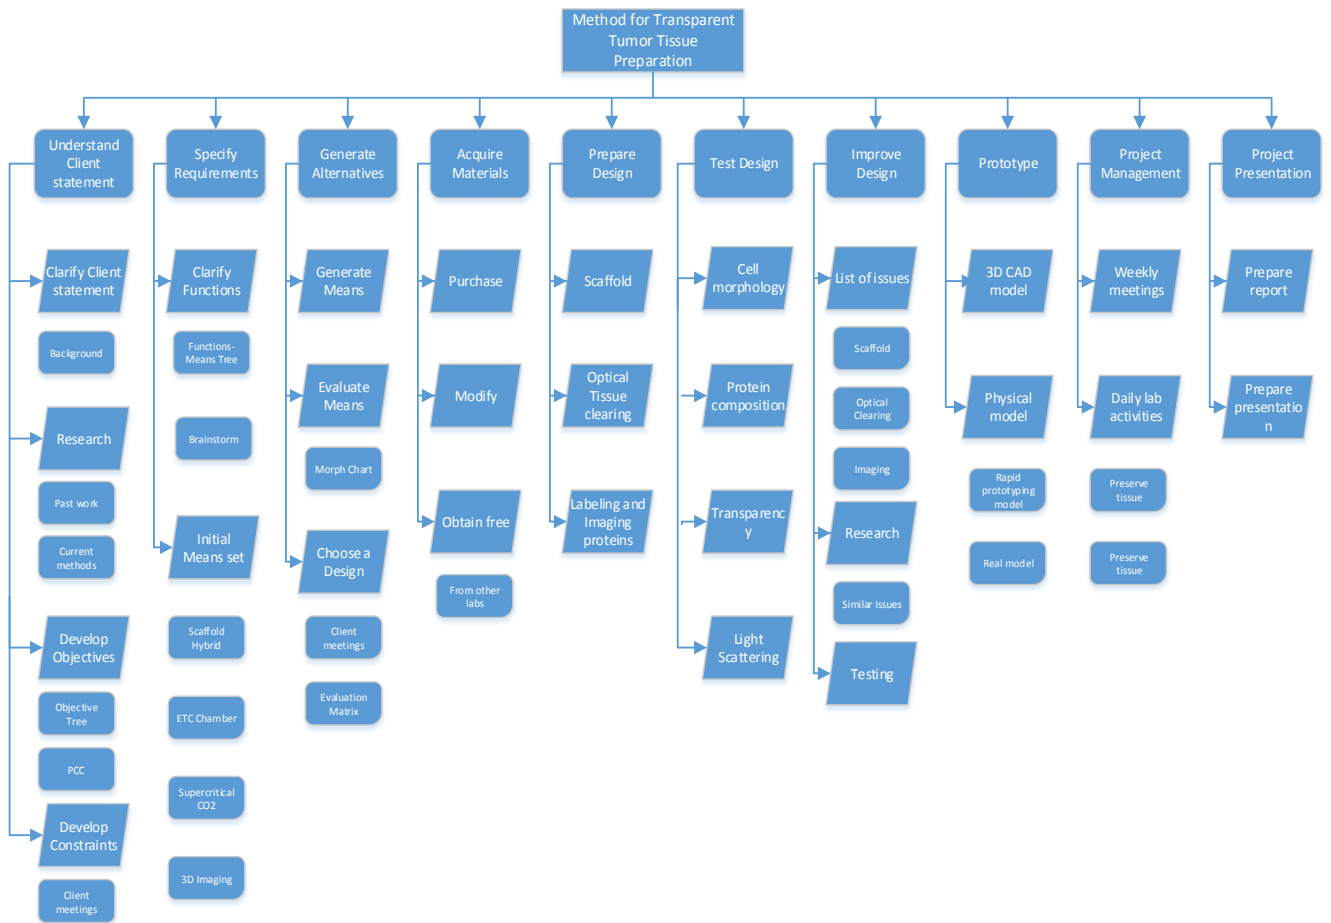 Method for Transparent
Tumor Tissue
Preparation
Understand
Client
statement
Specify
Requirements
Generate
Alternatives
Acquire
Materials
Prepare
Design
Test Design
Improve
Design
Prototype
Project
Management
Project
Presentation
Clarify Client
statement
Background
Research
Past work
Current
methods
Develop
Objectives
Objective
Tree
PCC
Develop
Constraints
Client
meetings
Clarify
Functions
Functions-
Means Tree
Brainstorm
Initial
Means set
Scaffold
Hybrid
ETC Chamber
Supercritical
CO2
3D Imaging
Generate
Means
Evaluate
Means
Morph Chart
Choose a
Design
Client
meetings
Evaluation
Matrix
Purchase
Modify
Obtain free
From other
labs
Scaffold
Optical
Tissue
clearing
Labeling and
Imaging
proteins
Cell
morphology
Protein
composition
Transparenc
y
Light
Scattering
List of issues
Scaffold
Optical
Clearing
Imaging
Research
Similar Issues
Testing
3D CAD
model
Physical
model
Rapid
prototyping
model
Real model
Weekly
meetings
Daily lab
activities
Preserve
tissue
Preserve
tissue
Prepare
report
Prepare
presentatio
n